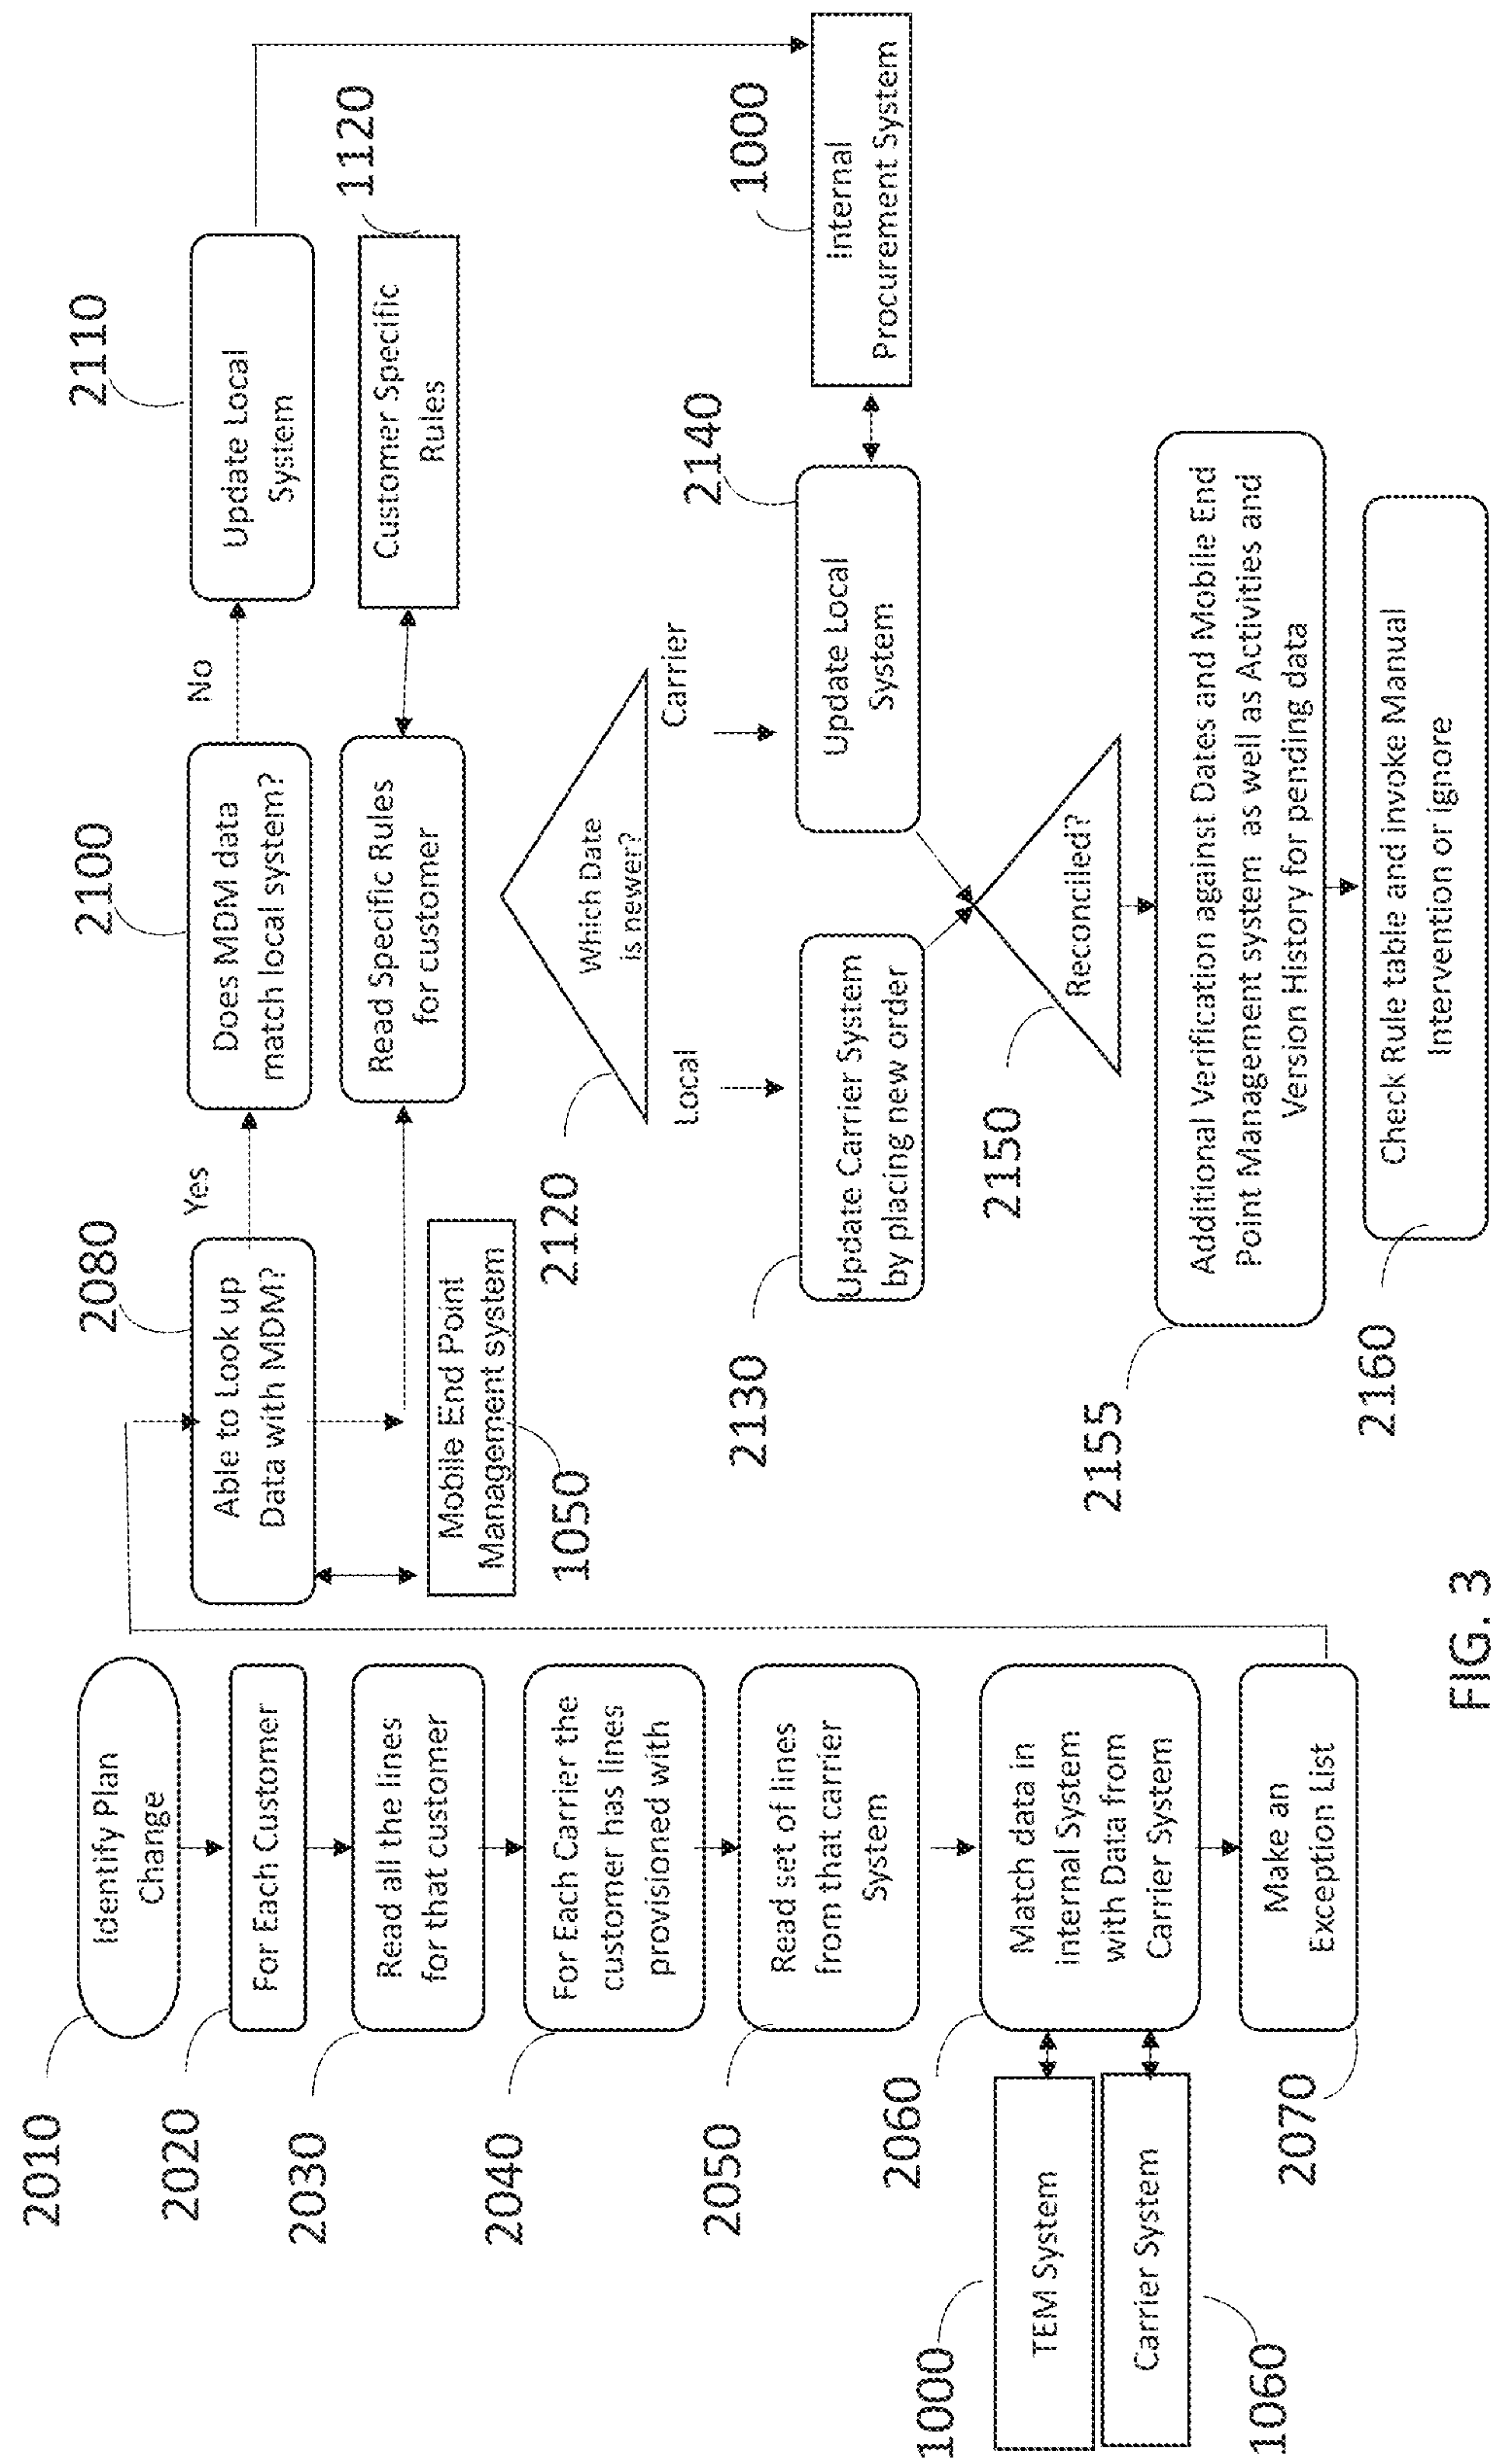 2010
Identify Plan
Change
2020
For Each Customer
2030
Read all the lines
for that customer
2040
For Each Carrier the
customer has lines
provisioned with
2050
Read set of lines
from that carrier
System
2060
Match data in
Internal System
with Data from
Carrier System
1000
TEM System
Carrier System
1060
2070
Make an
Exception List
2080
Able to Look up
Data with MDM?
Yes
Mobile End Point
Management system
1050
2100
Does MDM data
match local system?
No
2110
Update Local
System
Read Specific Rules
for customer
1120
Customer Specific
Rules
2120
Which Date
is newer?
Local
Carrier
2130
Update Carrier System
by placing new order
2140
Update Local
System
1000
Internal
Procurement System
2150
Reconciled?
2155
Additional Verification against Dates and Mobile End
Point Management system as well as Activities and
Version History for pending data
2160
Check Rule table and invoke Manual
Intervention or ignore
FIG. 3